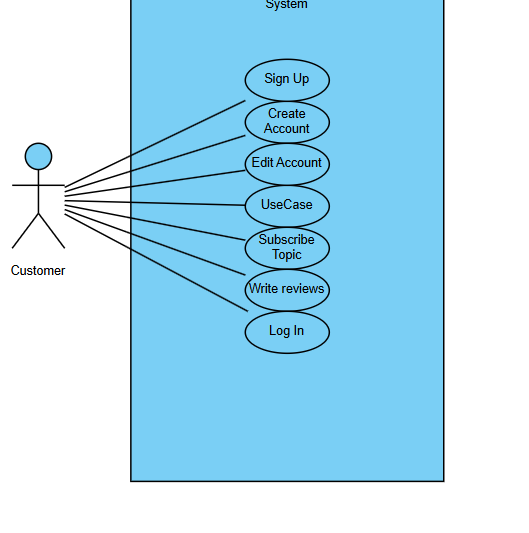 System
Sign Up
Create
Account
Edit Account
UseCase
Subscribe
Topic
Write reviews
Log In
Customer